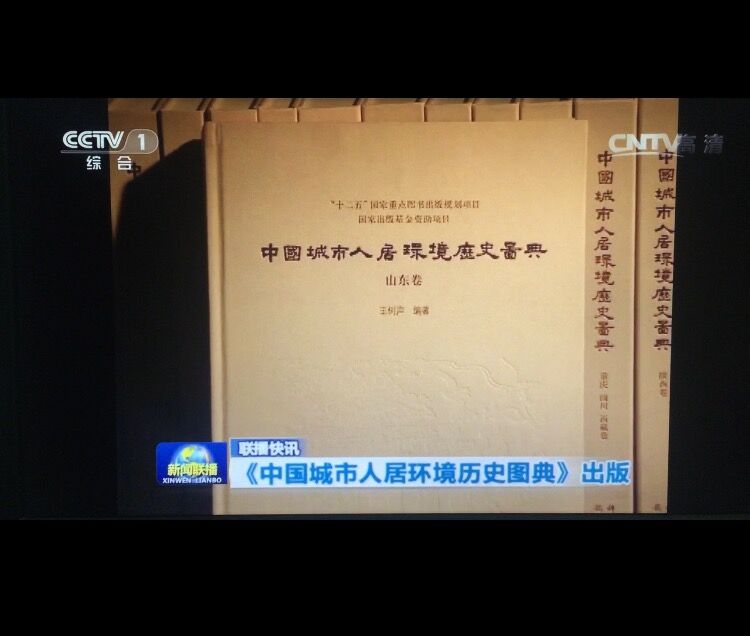 CCTV 1
综合
CNTV高清
"十二五"国家重点图书出版规划项目
国家出版基金资助项目
中國城市人居環境歷史圖典
山东卷
王树声 编著
中國城市人居環境歷史圖典
中國城市人居環境歷史圖典
陕西卷
联播快讯
新闻联播
XINWEN LIANBO
《中国城市人居环境历史图典》出版